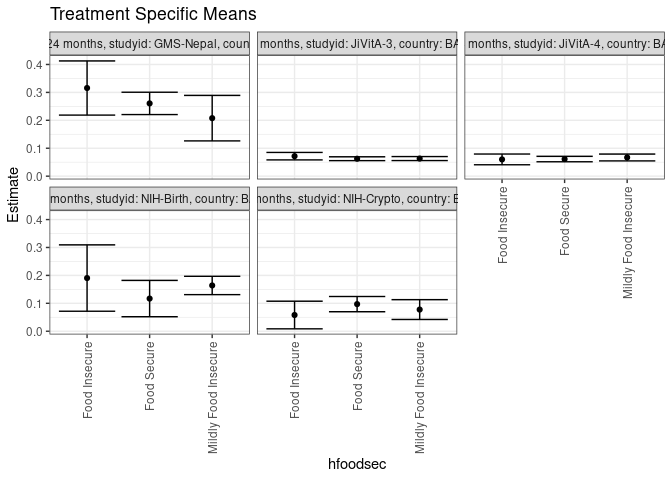 Treatment Specific Means
24 months, studyid: GMS-Nepal, coun
months, studyid: JiVitA-3, country: BA
months, studyid: JiVitA-4, country: BA
0.4
0.3
0.2
0.1
0.0
months, studyid: NIH-Birth, country: B
months, studyid: NIH-Crypto, country: B
0.4
0.3
0.2
0.1
0.0
Estimate
Food Insecure
Food Secure
Mildly Food Insecure
Food Insecure
Food Secure
Mildly Food Insecure
Food Insecure
Food Secure
Mildly Food Insecure
hfoodsec